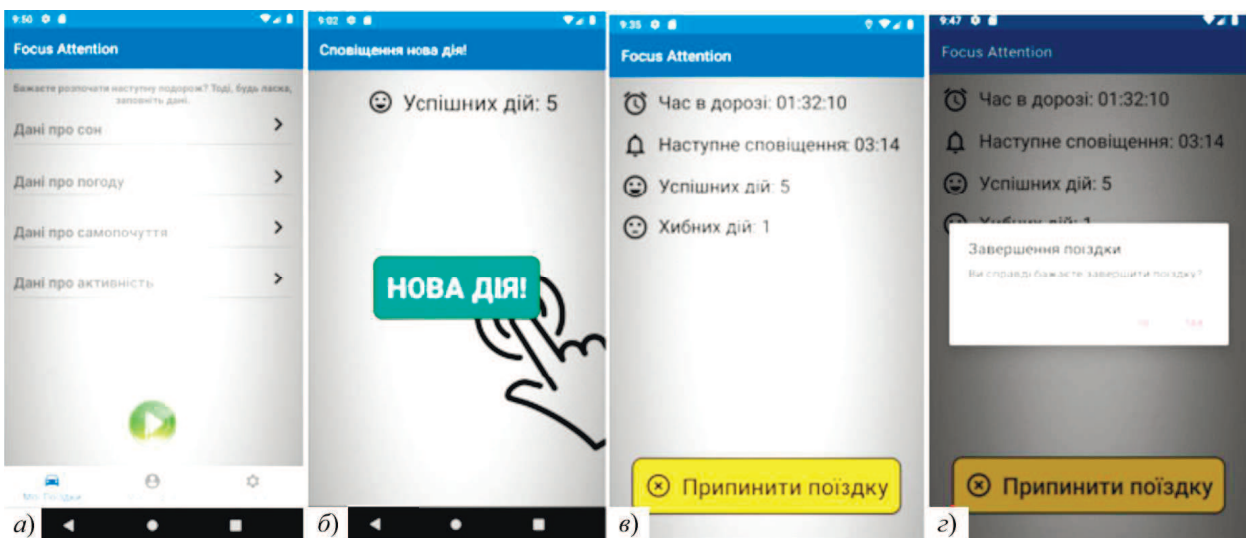 9:50
Focus Attention
Бажаєте розпочати наступну подорож? Тоді, будь ласка,
заповніть дані.
Дані про сон
Дані про погоду
Дані про самопочуття
Дані про активність
Мої Поїздки
а)
9:02
Сповіщення нова дія!
Успішних дій: 5
НОВА ДІЯ!
б)
9:35
Focus Attention
Час в дорозі: 01:32:10
Наступне сповіщення: 03:14
Успішних дій: 5
Хибних дій: 1
Припинити поїздку
в)
9:47
Focus Attention
Час в дорозі: 01:32:10
Наступне сповіщення: 03:14
Успішних дій: 5
Хибних дій: 1
Завершення поїздки
Ви справді бажаєте завершити поїздку?
Припинити поїздку
г)